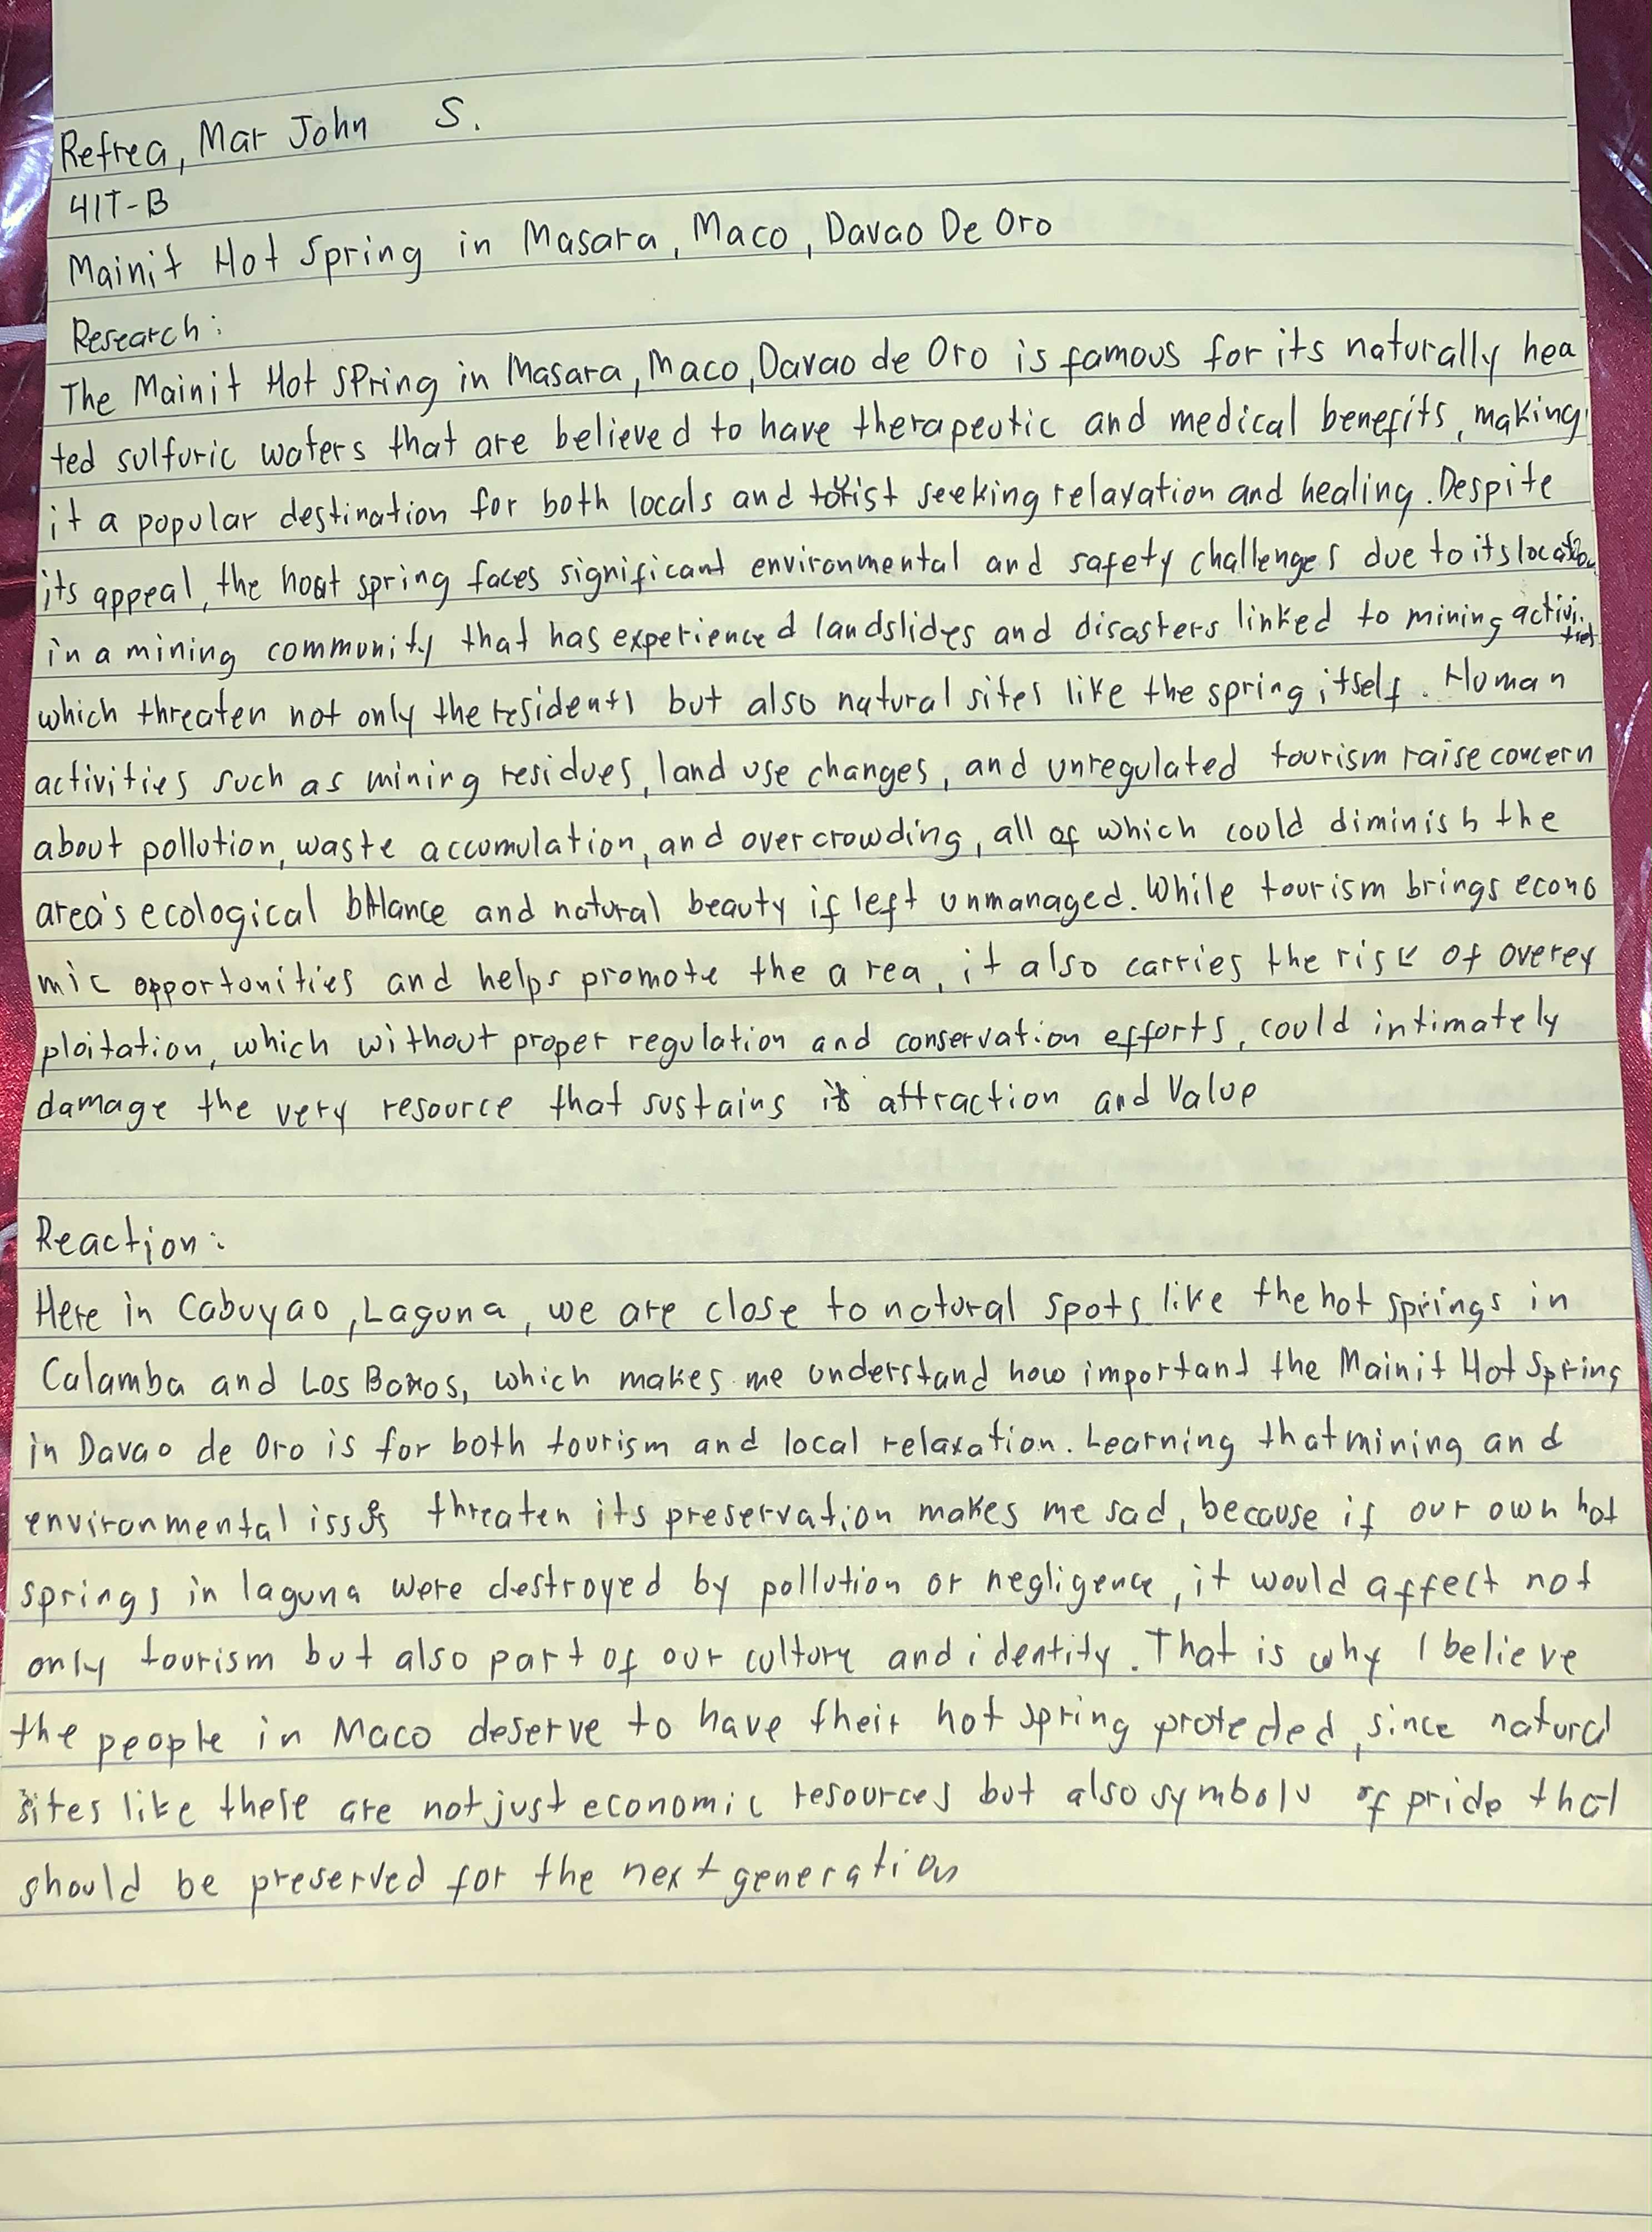 Refrea, Mar John S.
4IT-B
Mainit Hot Spring in Masara, Maco, Davao De Oro
Research:
The Mainit Hot SPring in Masara, Maco, Davao de Oro is famous for its naturally hea
ted sulfuric waters that are believed to have therapeutic and medical benefits, making
it a popular destination for both locals and tourist seeking relaxation and healing. Despite
its appeal, the hot spring faces significant environmental and safety challenges due to its location
in a mining community that has experienced landslides and disasters linked to mining activi
ties
which threaten not only the residents but also natural sites like the spring itself. Human
activities such as mining residues, land use changes, and unregulated tourism raise concern
about pollution, waste accumulation, and overcrowding, all of which could diminish the
area's ecological balance and natural beauty if left unmanaged. While tourism brings econo
mic opportunities and helps promote the area, it also carries the risk of overex
ploitation, which without proper regulation and conservation efforts, could intimately
damage the very resource that sustains its attraction and Value
Reaction:
Here in Cabuyao, Laguna, we are close to natural spots like the hot springs in
Calamba and Los Banos, which makes me understand how important the Mainit Hot Spring
in Davao de Oro is for both tourism and local relaxation. Learning that mining and
environmental issues threaten its preservation makes me sad, because if our own hot
springs in laguna were destroyed by pollution or negligence, it would affect not
only tourism but also part of our culture and identity. That is why I believe
the people in Maco deserve to have their hot spring protected, since natural
sites like these are not just economic resources but also symbols of pride that
should be preserved for the next generation